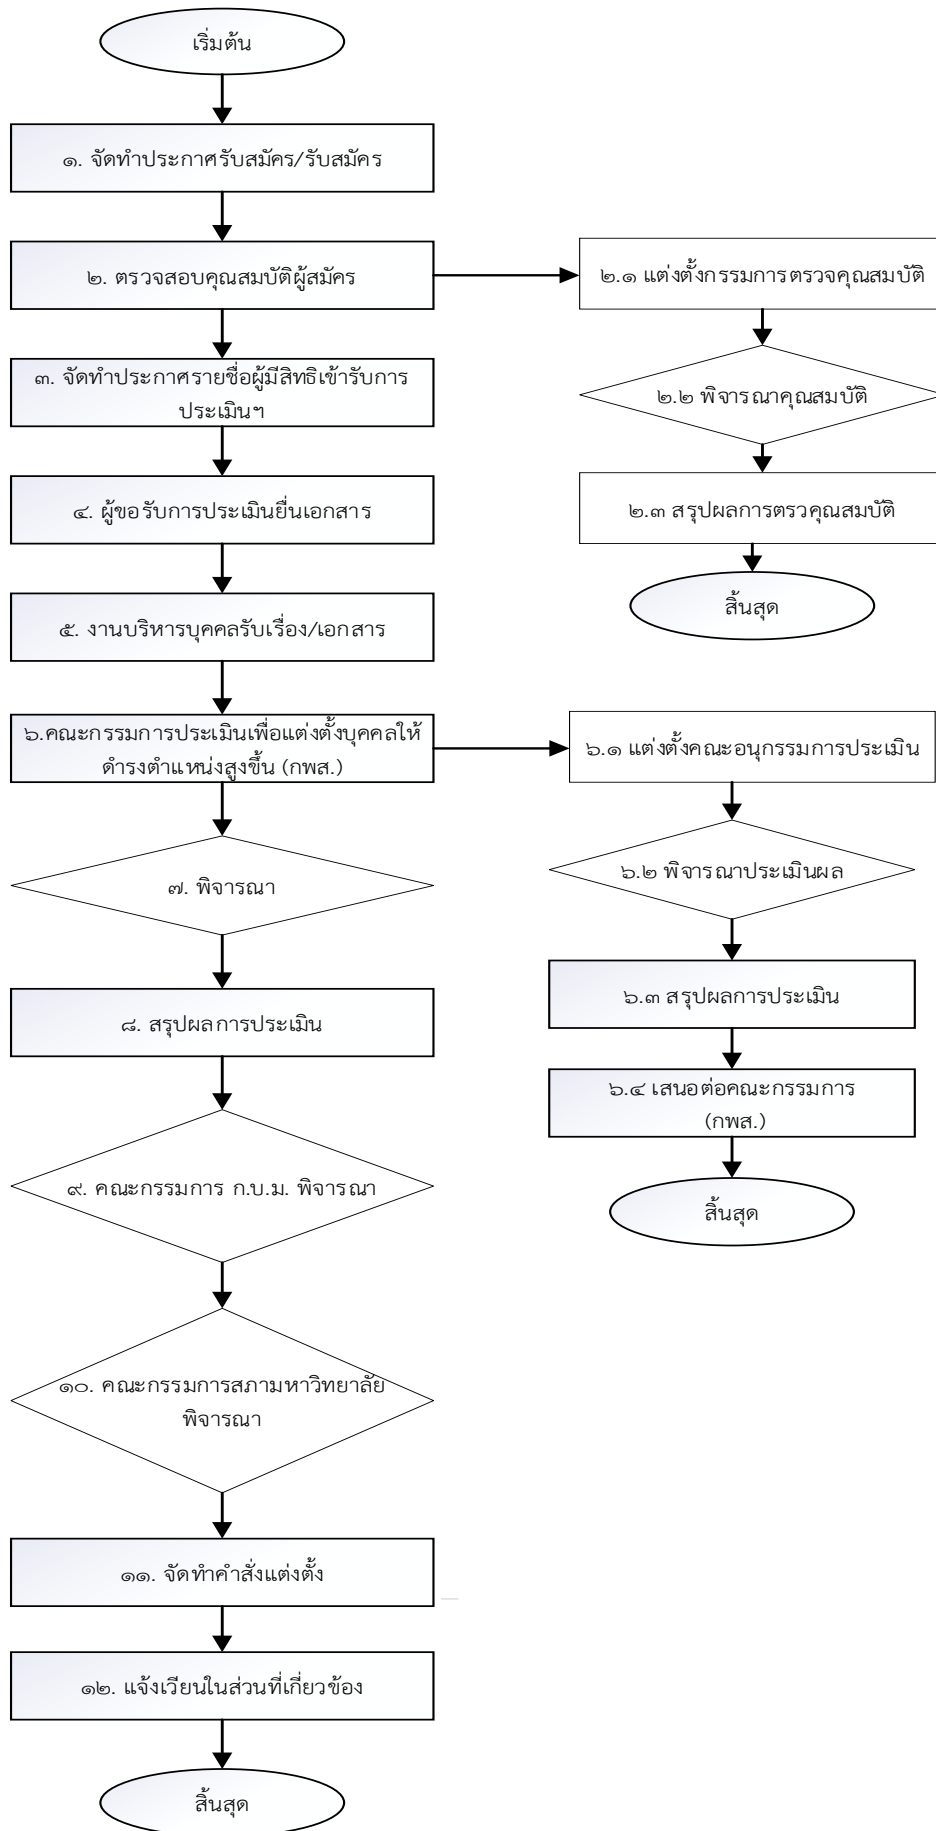 เริ่มต้น
๑. จัดทำประกาศรับสมัคร/รับสมัคร
๒. ตรวจสอบคุณสมบัติผู้สมัคร
๓. จัดทำประกาศรายชื่อผู้มีสิทธิเข้ารับการ
ประเมินฯ
๔. ผู้ขอรับการประเมินยื่นเอกสาร
๕. งานบริหารบุคคลรับเรื่อง/เอกสาร
๖.คณะกรรมการประเมินเพื่อแต่งตั้งบุคคลให้
ดำรงตำแหน่งสูงขึ้น (กพส.)
๗. พิจารณา
๘. สรุปผลการประเมิน
๙. คณะกรรมการ ก.บ.ม. พิจารณา
๑๐. คณะกรรมการสภามหาวิทยาลัย
พิจารณา
๑๑. จัดทำคำสั่งแต่งตั้ง
๑๒. แจ้งเวียนในส่วนที่เกี่ยวข้อง
สิ้นสุด
๒.๑ แต่งตั้งกรรมการตรวจคุณสมบัติ
๒.๒ พิจารณาคุณสมบัติ
๒.๓ สรุปผลการตรวคุณสมบัติ
สิ้นสุด
๖.๑ แต่งตั้งคณะอนุกรรมการประเมิน
๖.๒ พิจารณาประเมินผล
๖.๓ สรุปผลการประเมิน
๖.๔ เสนอต่อคณะกรรมการ
(กพส.)
สิ้นสุด